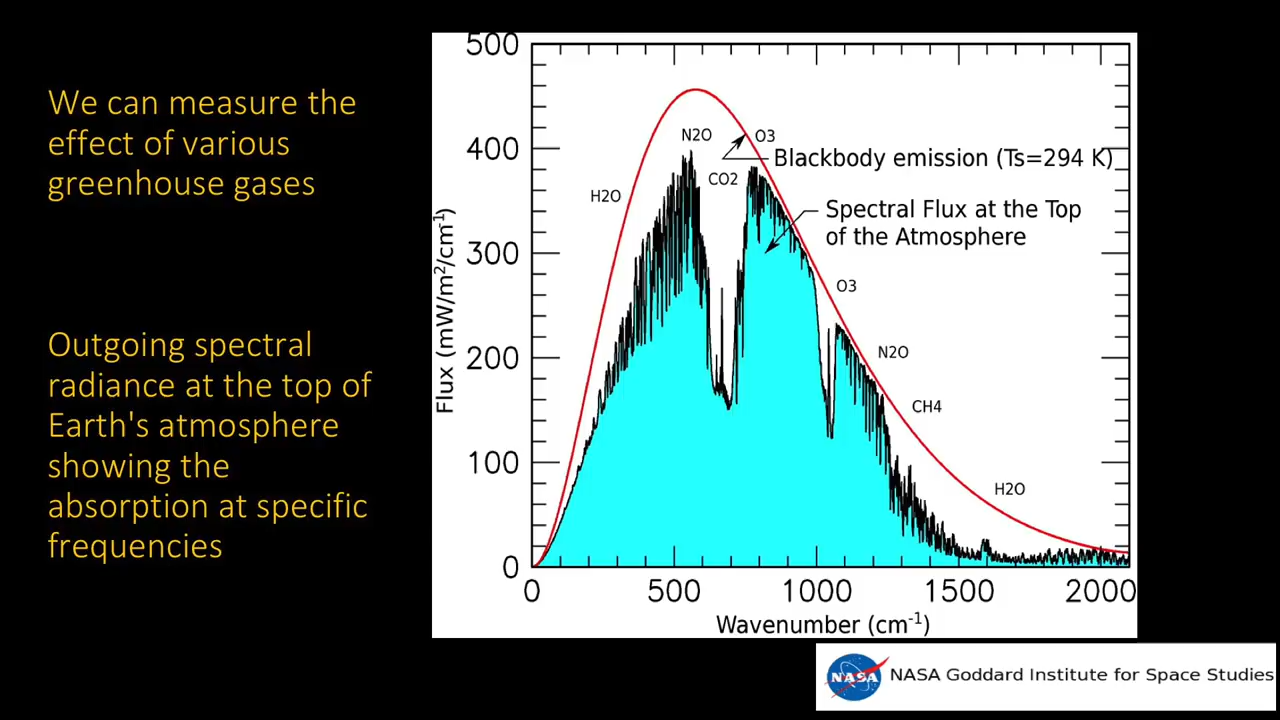 We can measure the
effect of various
greenhouse gases
Outgoing spectral
radiance at the top of
Earth's atmosphere
showing the
absorption at specific
frequencies
500
400
300
200
100
0
Flux (mW/m²/cm⁻¹)
N2O
O3
Blackbody emission (Ts=294 K)
CO2
H2O
Spectral Flux at the Top
of the Atmosphere
O3
N2O
CH4
H2O
0 500 1000 1500 2000
Wavenumber (cm⁻¹)
NASA
NASA Goddard Institute for Space Studies